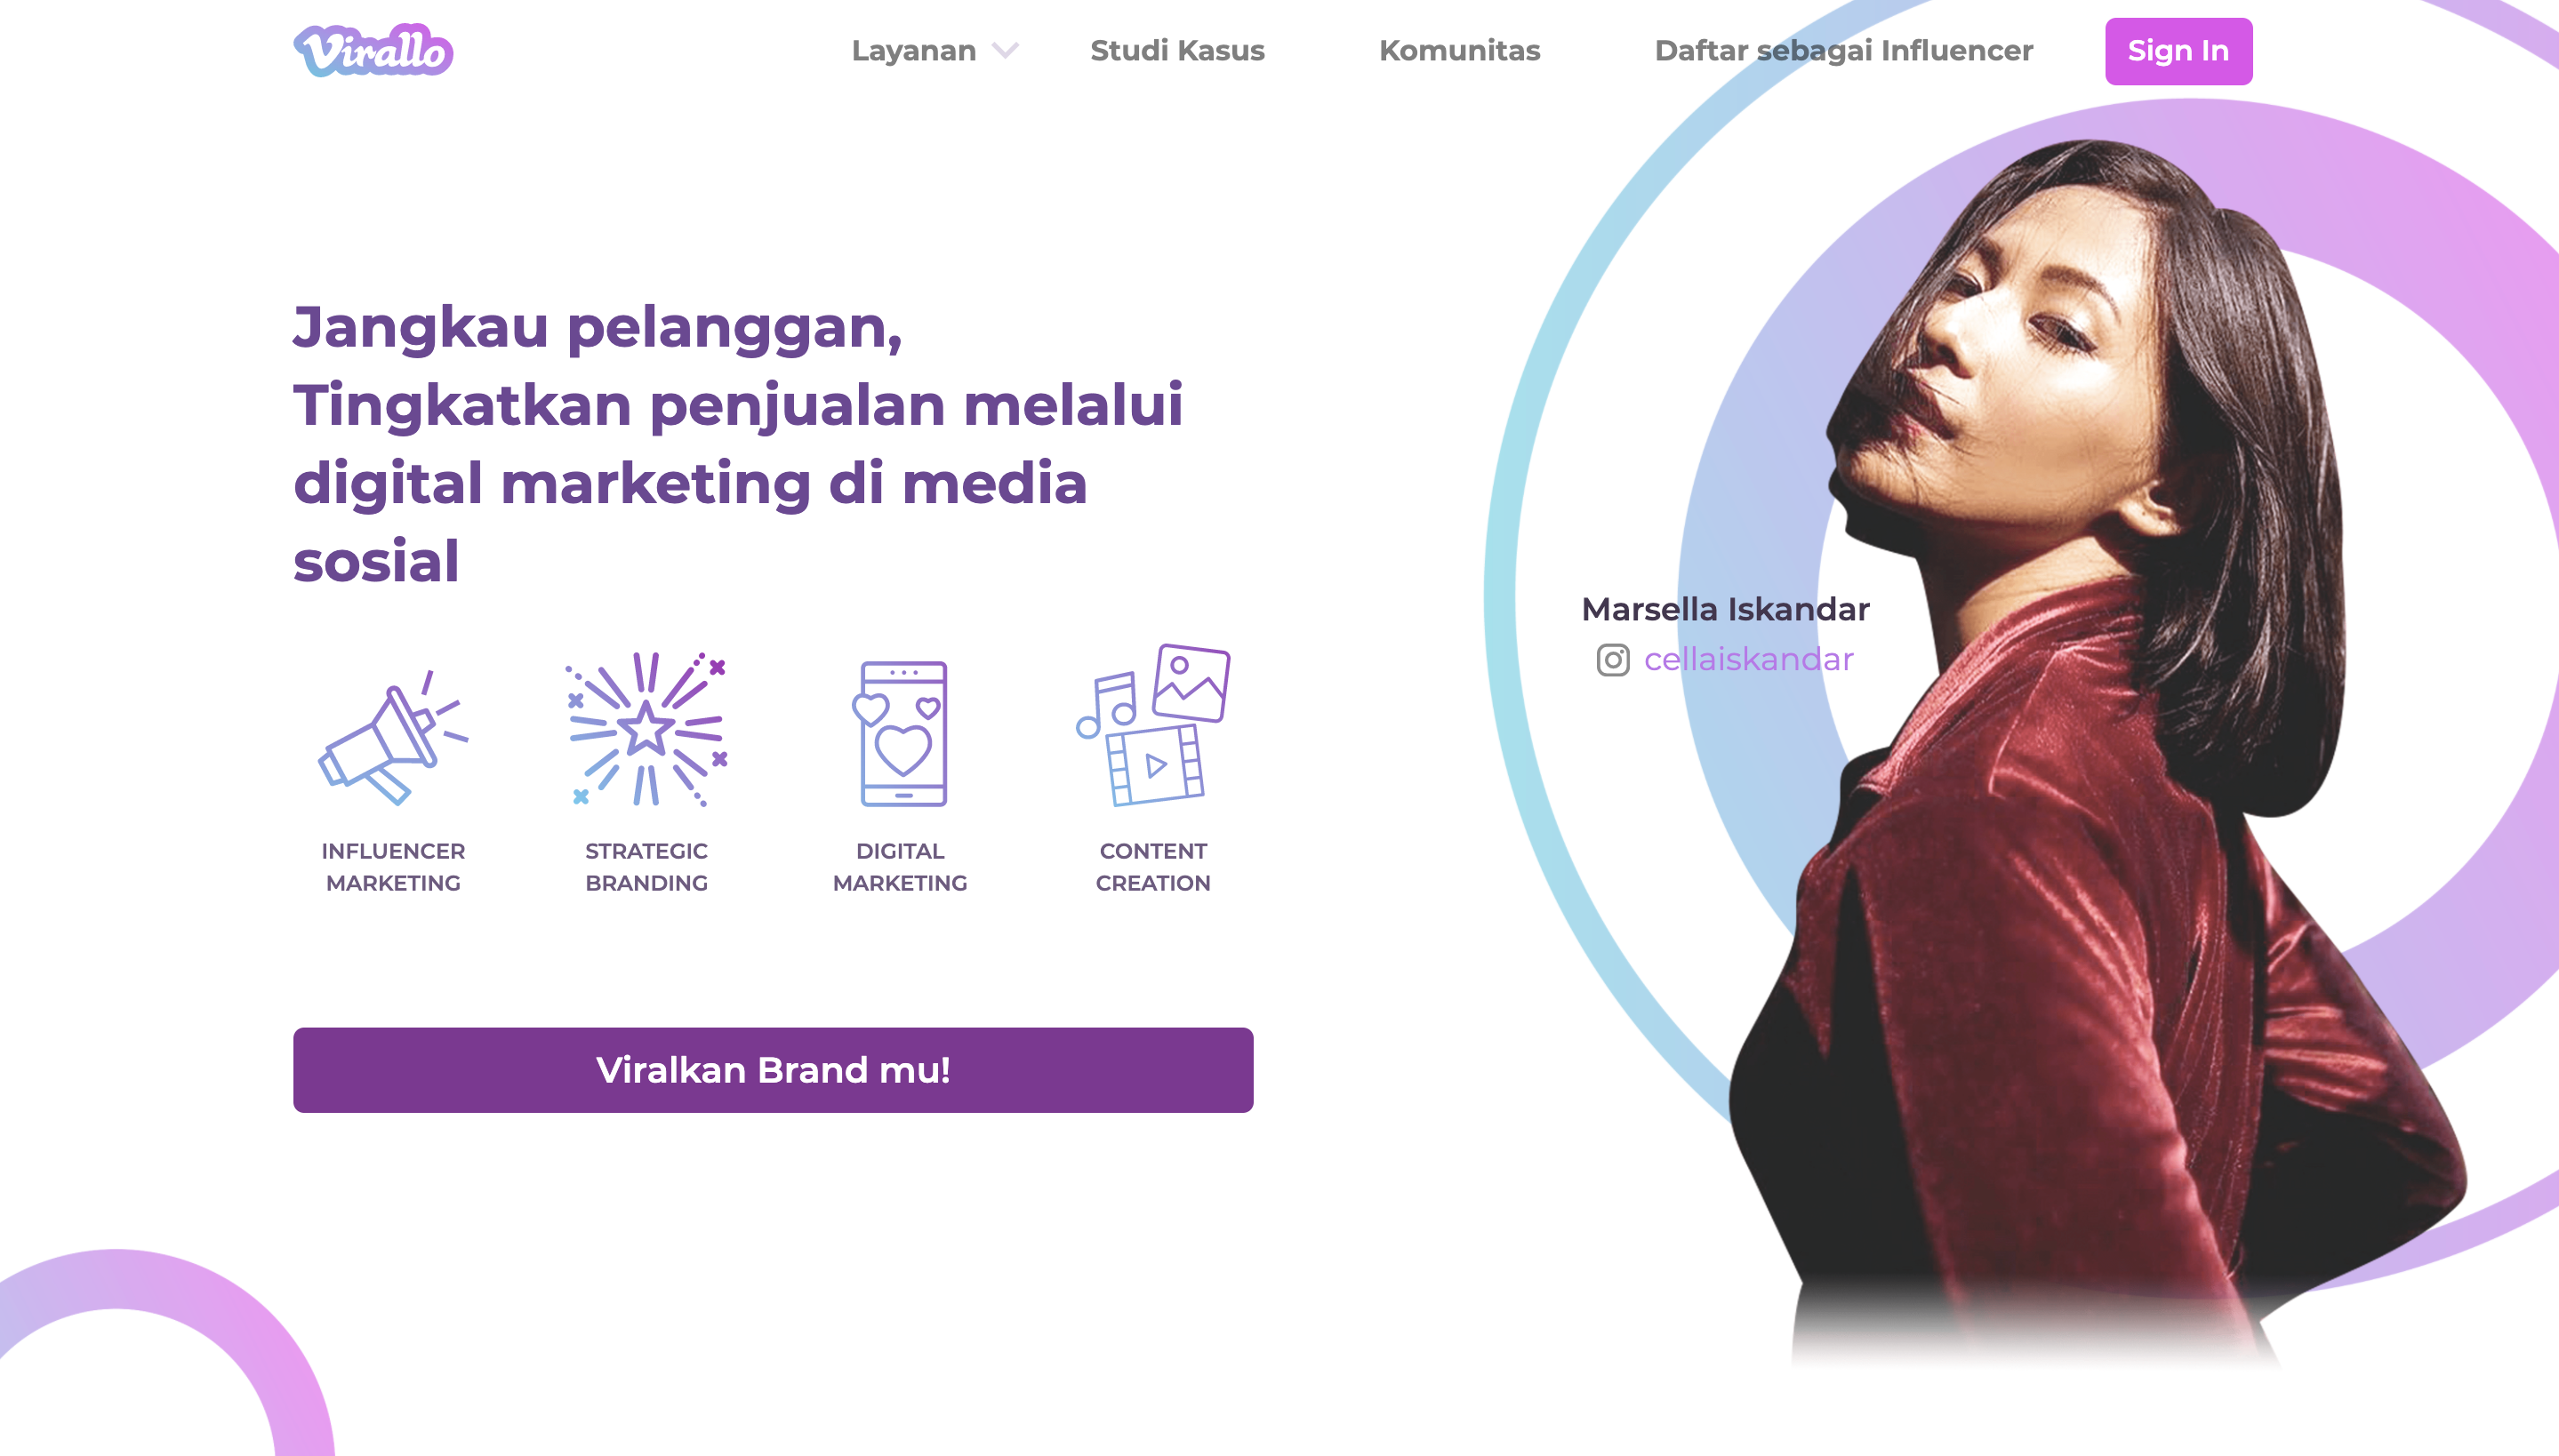 Virallo
Layanan
Studi Kasus
Komunitas
Daftar sebagai Influencer
Sign In
Jangkau pelanggan,
Tingkatkan penjualan melalui
digital marketing di media
sosial
Marsella Iskandar
cellaiskandar
INFLUENCER
MARKETING
STRATEGIC
BRANDING
DIGITAL
MARKETING
CONTENT
CREATION
Viralkan Brand mu!